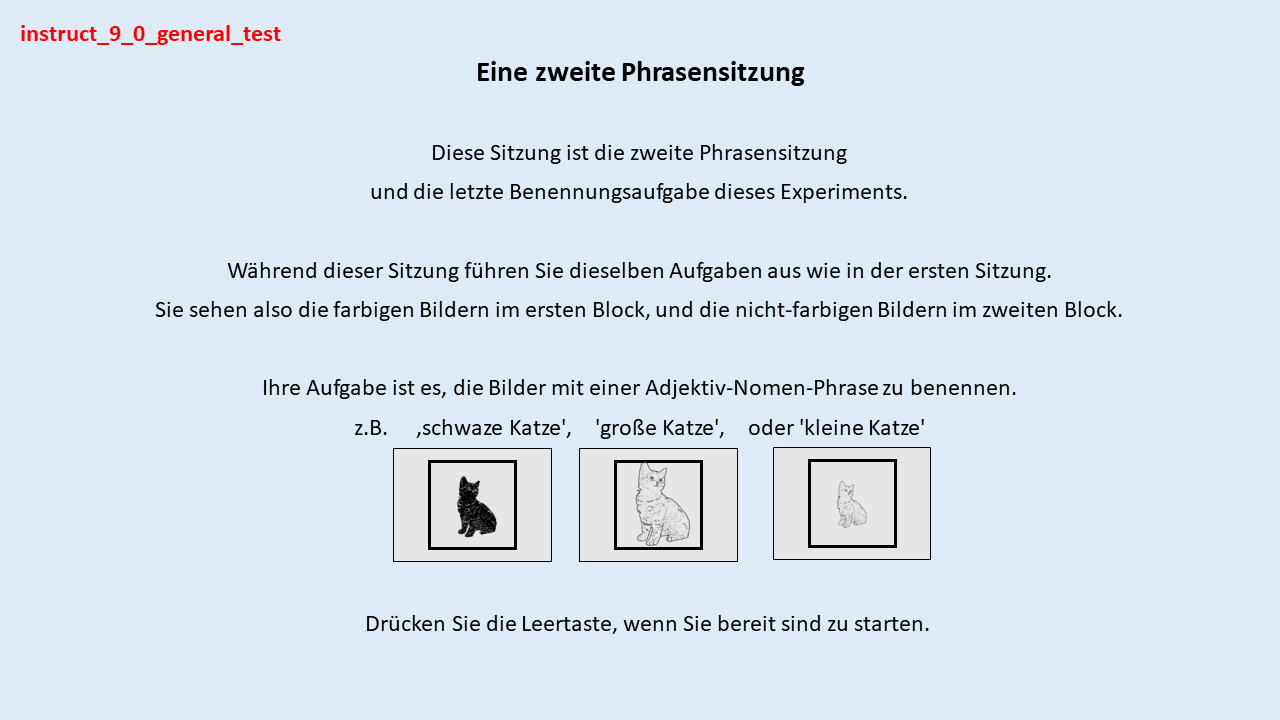 instruct_9_0_general_test
Eine zweite Phrasensitzung
Diese Sitzung ist die zweite Phrasensitzung
und die letzte Benennungsaufgabe dieses Experiments.
Während dieser Sitzung führen Sie dieselben Aufgaben aus wie in der ersten Sitzung.
Sie sehen also die farbigen Bildern im ersten Block, und die nicht-farbigen Bildern im zweiten Block.
Ihre Aufgabe ist es, die Bilder mit einer Adjektiv-Nomen-Phrase zu benennen.
z.B. ‚schwaze Katze', 'große Katze', oder 'kleine Katze'
Drücken Sie die Leertaste, wenn Sie bereit sind zu starten.